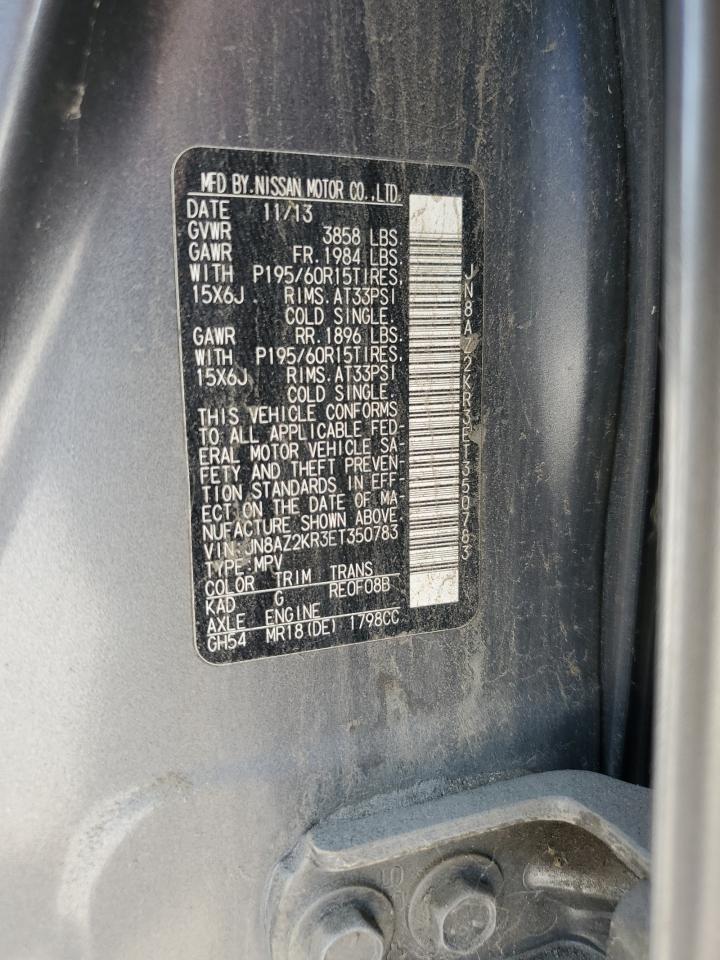 MFD BY.NISSAN MOTOR CO.,LTD.
DATE 11/13
GVWR 3858 LBS.
GAWR FR.1984 LBS.
WITH P195/60R15TIRES,
15X6J . RIMS.AT33PSI
COLD SINGLE.
GAWR RR.1896 LBS.
WITH P195/60R15TIRES,
15X6J . RIMS.AT33PSI
COLD SINGLE.
THIS VEHICLE CONFORMS
TO ALL APPLICABLE FED-
ERAL MOTOR VEHICLE SA-
FETY AND THEFT PREVEN-
TION STANDARDS IN EFF-
ECT ON THE DATE OF MA-
NUFACTURE SHOWN ABOVE.
VIN:JN8AZ2KR3ET350783
TYPE:MPV
COLOR TRIM TRANS
KAD G RE0F08B
AXLE ENGINE
GH54 MR18(DE) 1798CC
JN8AZ2KR3ET350783